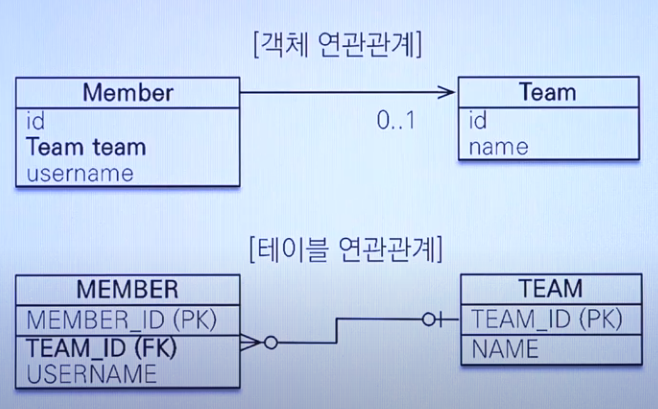 [객체 연관관계]
Member
id
Team team
username
0..1
Team
id
name
[테이블 연관관계]
MEMBER
MEMBER_ID (PK)
TEAM_ID (FK)
USERNAME
TEAM
TEAM_ID (PK)
NAME